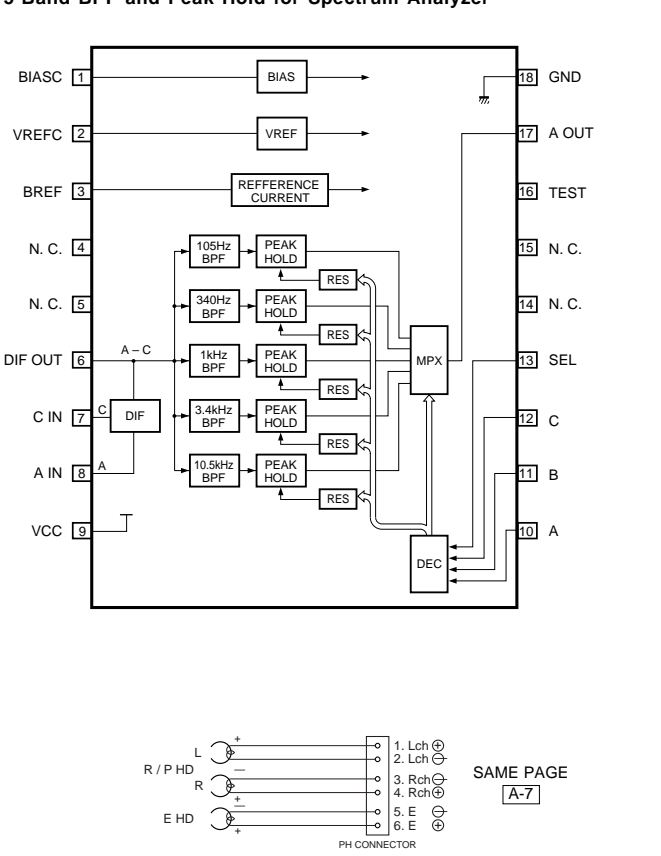 5 Band BPF and Peak Hold for Spectrum Analyzer
BIASC 1
BIAS
18 GND
VREFC 2
VREF
17 A OUT
BREF 3
REFFERENCE
CURRENT
16 TEST
N. C. 4
105Hz
BPF
PEAK
HOLD
RES
15 N. C.
N. C. 5
340Hz
BPF
PEAK
HOLD
RES
14 N. C.
DIF OUT 6
A – C
1kHz
BPF
PEAK
HOLD
RES
MPX
13 SEL
C IN 7
C
DIF
3.4kHz
BPF
PEAK
HOLD
RES
12 C
A IN 8
A
10.5kHz
BPF
PEAK
HOLD
RES
11 B
VCC 9
DEC
10 A
L
+
—
R / P HD
R
+
—
E HD
+
1. Lch ⊕
2. Lch ⊖
3. Rch ⊖
4. Rch ⊕
5. E ⊖
6. E ⊕
PH CONNECTOR
SAME PAGE
A-7